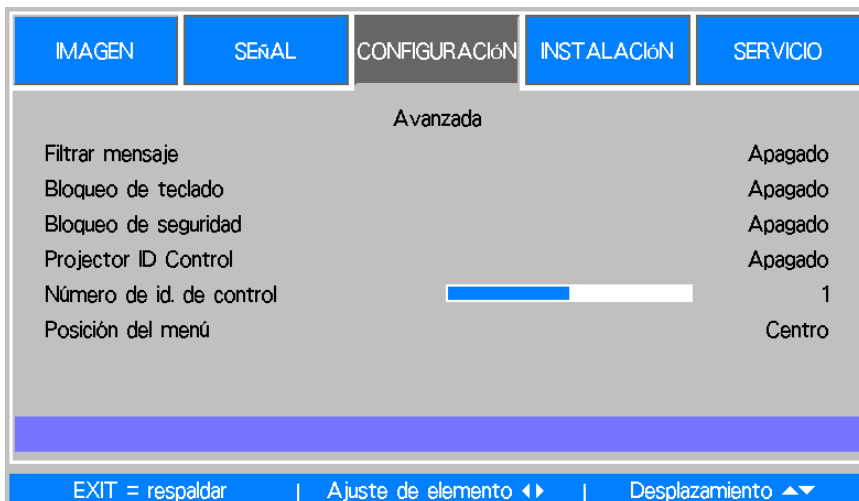 IMAGEN SEñAL CONFIGURACIóN INSTALACIóN SERVICIO
Avanzada
Filtrar mensaje Apagado
Bloqueo de teclado Apagado
Bloqueo de seguridad Apagado
Projector ID Control Apagado
Número de id. de control 1
Posición del menú Centro
EXIT = respaldar | Ajuste de elemento ◂▸ | Desplazamiento ▴▾